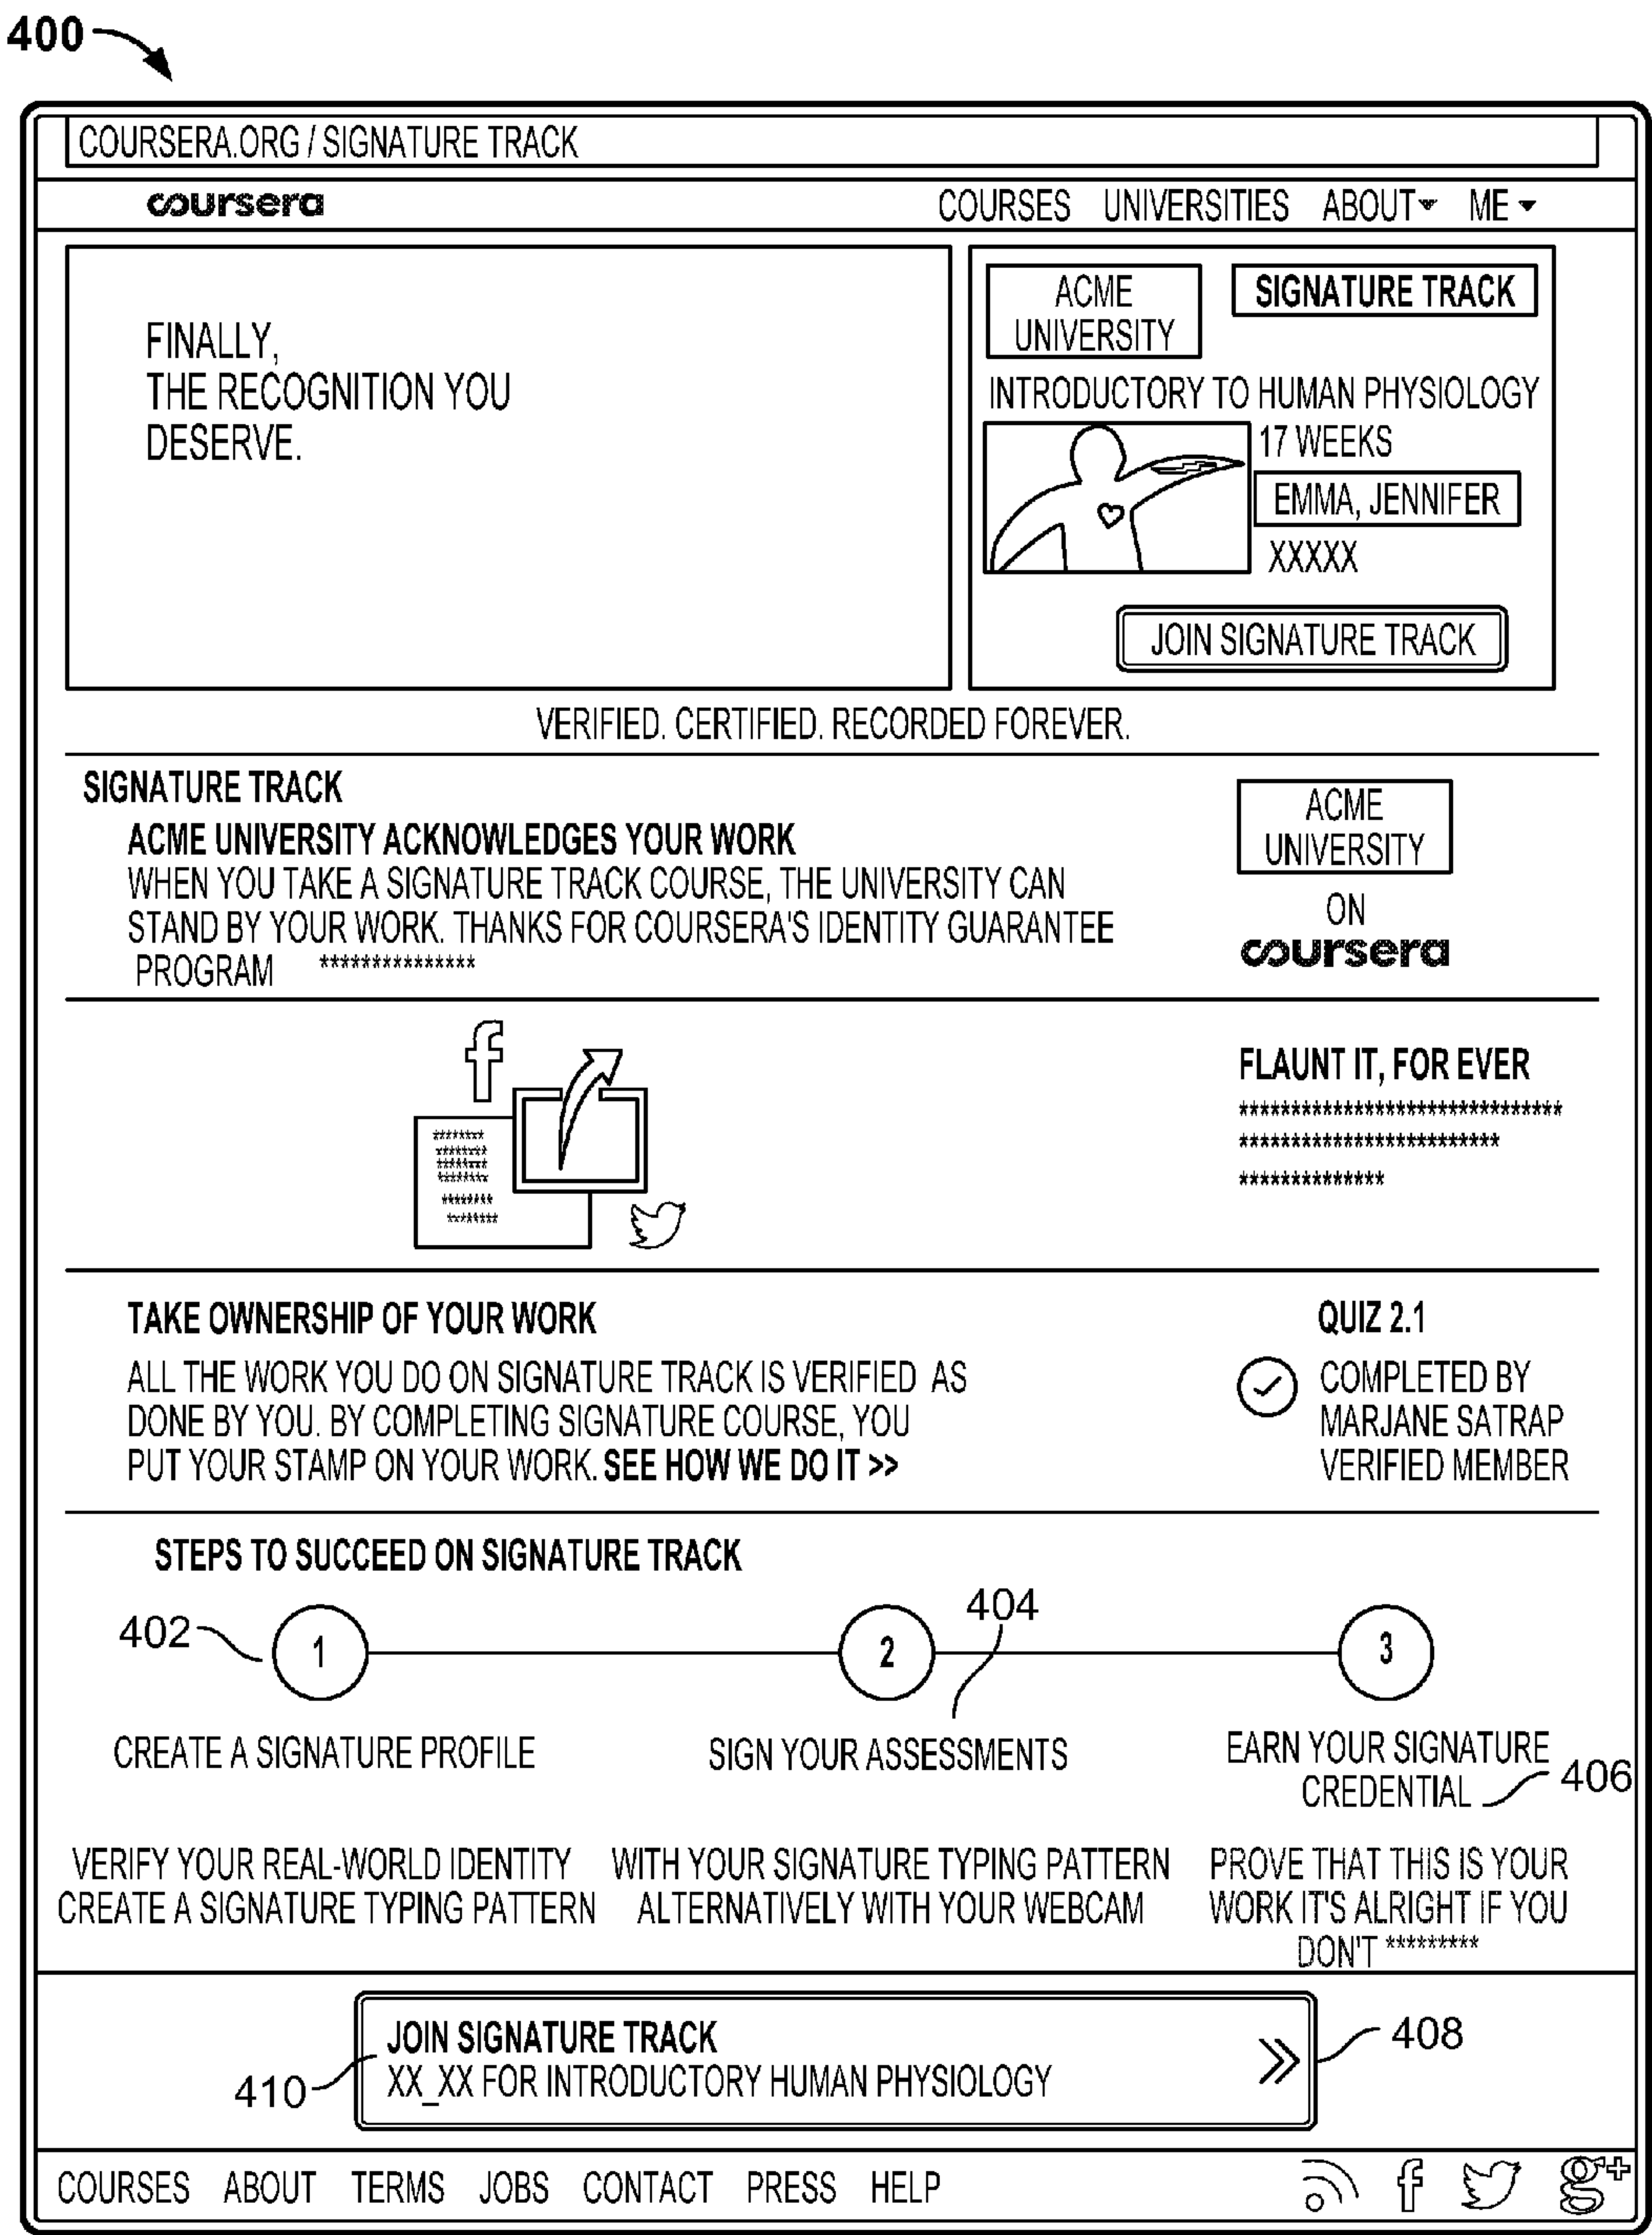 400
COURSERA.ORG / SIGNATURE TRACK
coursera
COURSES UNIVERSITIES ABOUT ME
FINALLY,
THE RECOGNITION YOU
DESERVE.
ACME
UNIVERSITY
SIGNATURE TRACK
INTRODUCTORY TO HUMAN PHYSIOLOGY
17 WEEKS
EMMA, JENNIFER
XXXXX
JOIN SIGNATURE TRACK
VERIFIED. CERTIFIED. RECORDED FOREVER.
SIGNATURE TRACK
ACME UNIVERSITY ACKNOWLEDGES YOUR WORK
WHEN YOU TAKE A SIGNATURE TRACK COURSE, THE UNIVERSITY CAN
STAND BY YOUR WORK. THANKS FOR COURSERA'S IDENTITY GUARANTEE
PROGRAM ***************
ACME
UNIVERSITY
ON
coursera
f
********
********
********
********
********
********
FLAUNT IT, FOR EVER
*******************************
*************************
**************
TAKE OWNERSHIP OF YOUR WORK
ALL THE WORK YOU DO ON SIGNATURE TRACK IS VERIFIED AS
DONE BY YOU. BY COMPLETING SIGNATURE COURSE, YOU
PUT YOUR STAMP ON YOUR WORK. SEE HOW WE DO IT >>
QUIZ 2.1
COMPLETED BY
MARJANE SATRAP
VERIFIED MEMBER
STEPS TO SUCCEED ON SIGNATURE TRACK
402 1 2 404 3
CREATE A SIGNATURE PROFILE
SIGN YOUR ASSESSMENTS
EARN YOUR SIGNATURE
CREDENTIAL 406
VERIFY YOUR REAL-WORLD IDENTITY
CREATE A SIGNATURE TYPING PATTERN
WITH YOUR SIGNATURE TYPING PATTERN
ALTERNATIVELY WITH YOUR WEBCAM
PROVE THAT THIS IS YOUR
WORK IT'S ALRIGHT IF YOU
DON'T *********
JOIN SIGNATURE TRACK
XX_XX FOR INTRODUCTORY HUMAN PHYSIOLOGY
>>
408
410
COURSES ABOUT TERMS JOBS CONTACT PRESS HELP
f g+